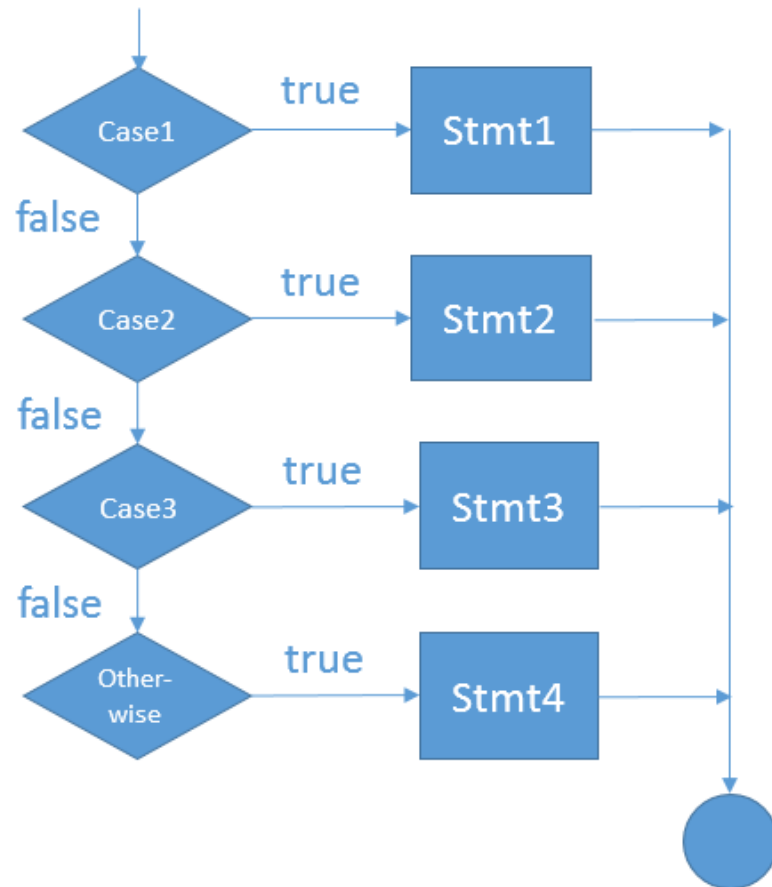 true
Case1
Stmt1
false
true
Case2
Stmt2
false
true
Case3
Stmt3
false
true
Other-
wise
Stmt4